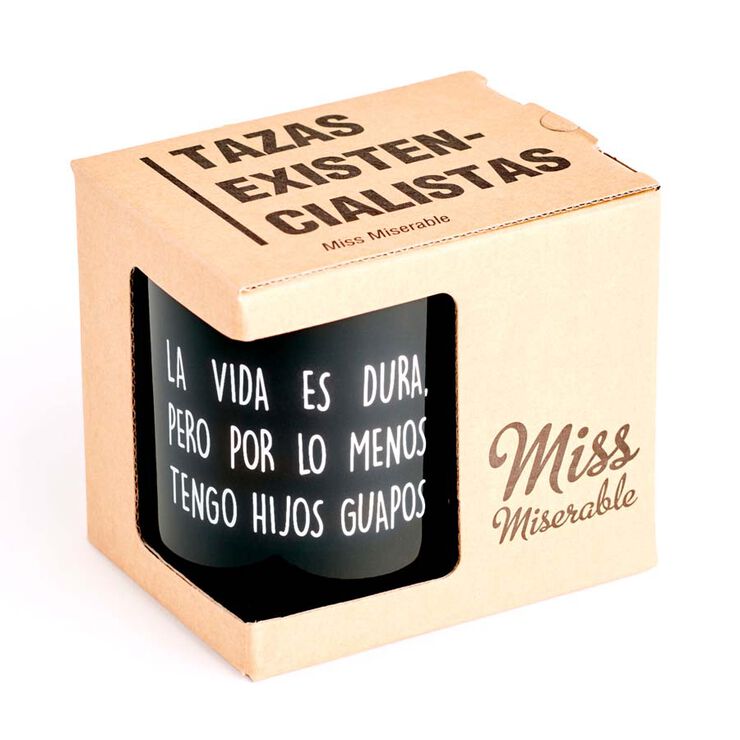 TAZAS
EXISTEN-
CIALISTAS
Miss Miserable
LA VIDA ES DURA,
PERO POR LO MENOS
TENGO HIJOS GUAPOS
Miss
Miserable